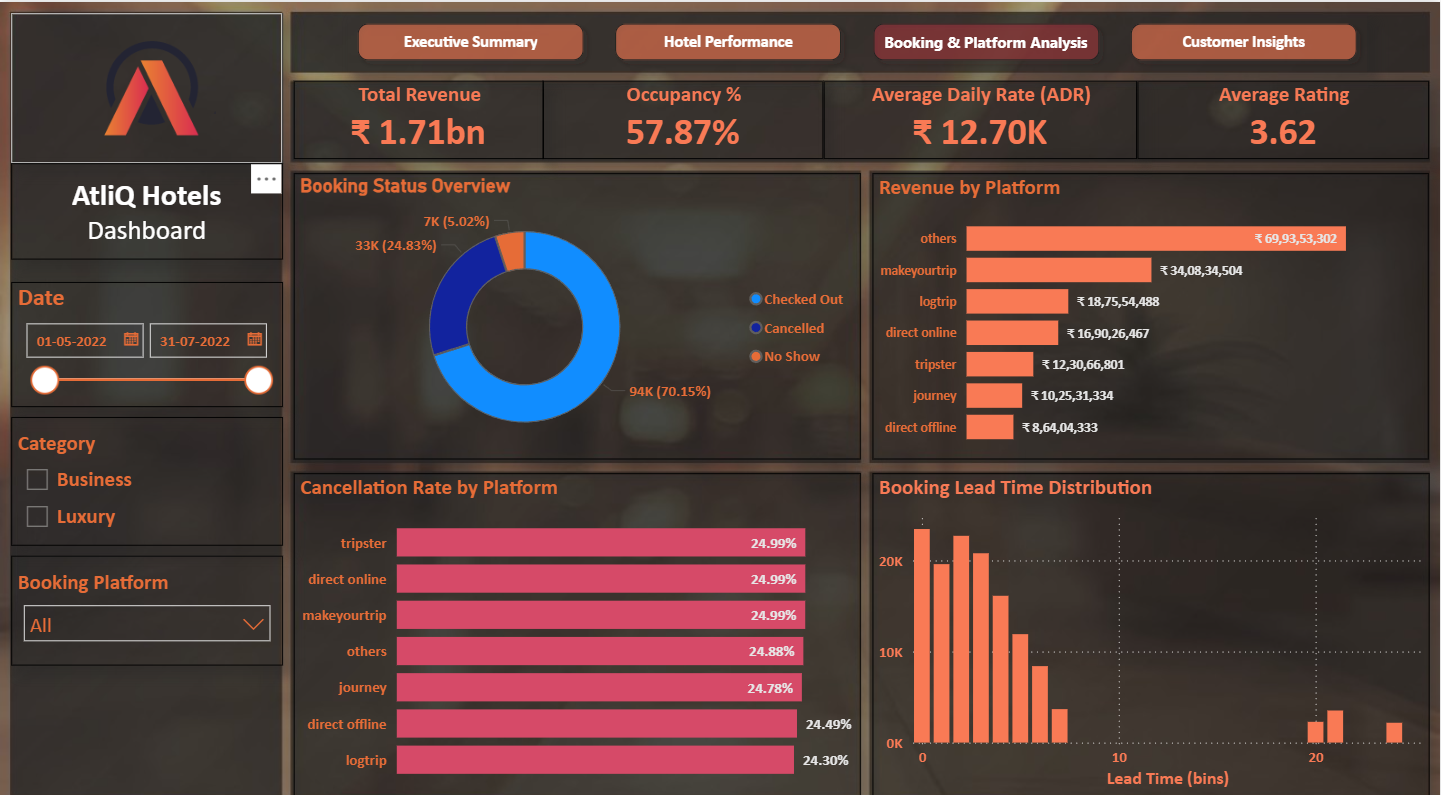 Executive Summary
Hotel Performance
Booking & Platform Analysis
Customer Insights
Total Revenue
₹ 1.71bn
Occupancy %
57.87%
Average Daily Rate (ADR)
₹ 12.70K
Average Rating
3.62
AtliQ Hotels
Dashboard
Date
01-05-2022
31-07-2022
Category
Business
Luxury
Booking Platform
All
Booking Status Overview
7K (5.02%)
33K (24.83%)
94K (70.15%)
Checked Out
Cancelled
No Show
Revenue by Platform
others ₹ 69,93,53,302
makeyourtrip ₹ 34,08,34,504
logtrip ₹ 18,75,54,488
direct online ₹ 16,90,26,467
tripster ₹ 12,30,66,801
journey ₹ 10,25,31,334
direct offline ₹ 8,64,04,333
Cancellation Rate by Platform
tripster 24.99%
direct online 24.99%
makeyourtrip 24.99%
others 24.88%
journey 24.78%
direct offline 24.49%
logtrip 24.30%
Booking Lead Time Distribution
20K
10K
0K
0 10 20
Lead Time (bins)